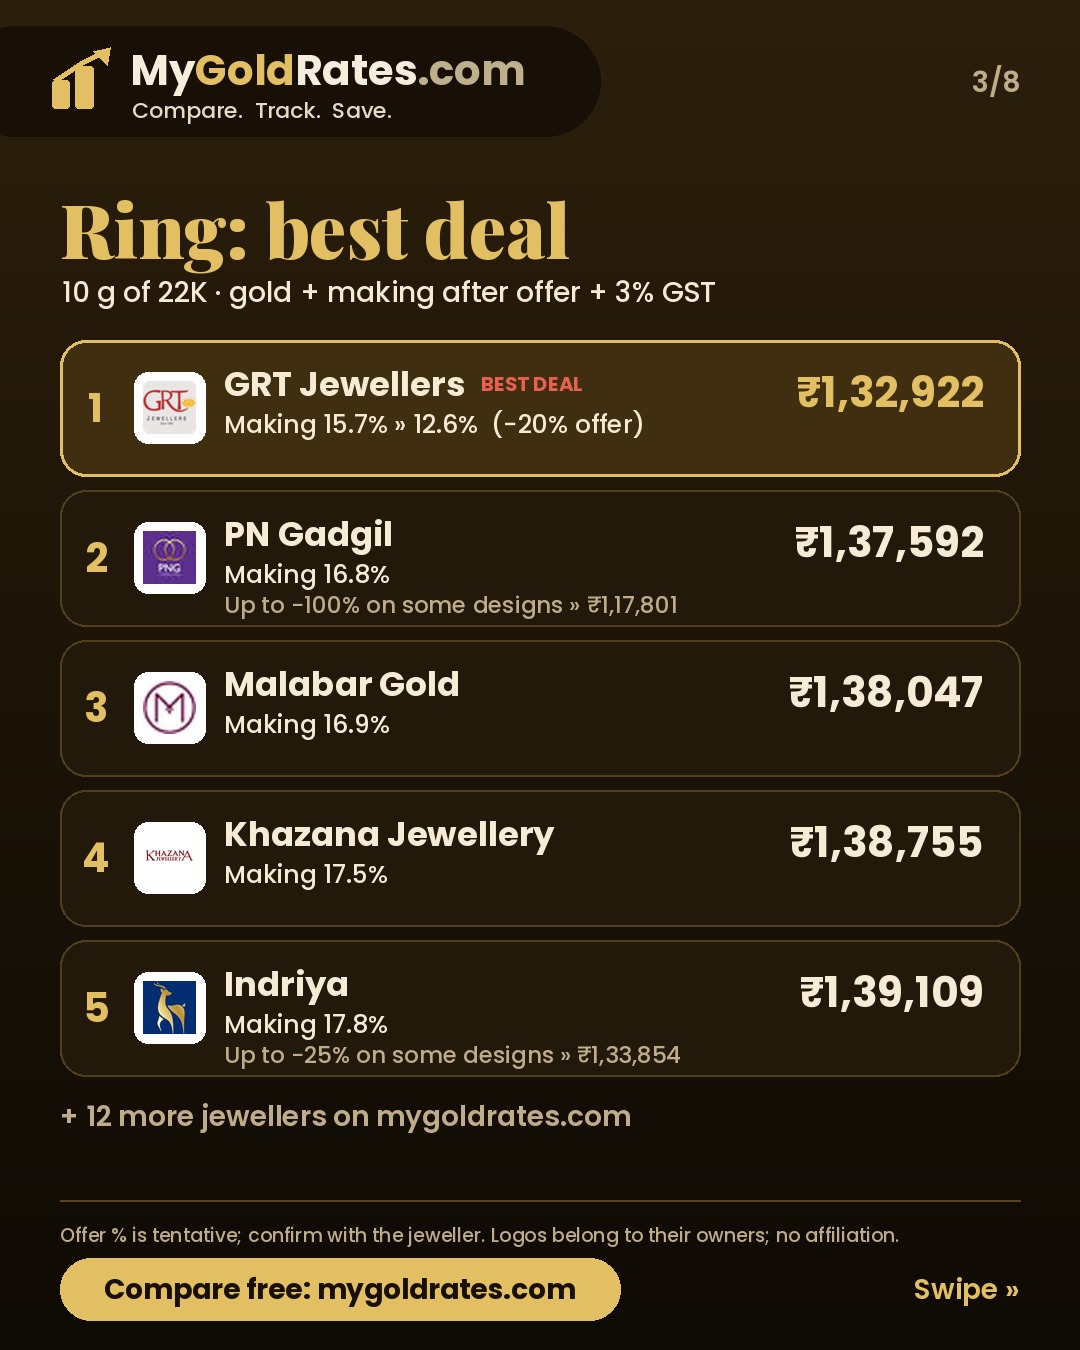 MyGoldRates.com
Compare. Track. Save.
3/8
Ring: best deal
10 g of 22K · gold + making after offer + 3% GST
1
GRT
JEWELLERS
GRT Jewellers BEST DEAL
Making 15.7% » 12.6% (-20% offer)
₹1,32,922
2
PNG
PN Gadgil
Making 16.8%
Up to -100% on some designs » ₹1,17,801
₹1,37,592
3
M
Malabar Gold
Making 16.9%
₹1,38,047
4
KHAZANA
JEWELLERY
Khazana Jewellery
Making 17.5%
₹1,38,755
5
Indriya
Making 17.8%
Up to -25% on some designs » ₹1,33,854
₹1,39,109
+ 12 more jewellers on mygoldrates.com
Offer % is tentative; confirm with the jeweller. Logos belong to their owners; no affiliation.
Compare free: mygoldrates.com
Swipe »